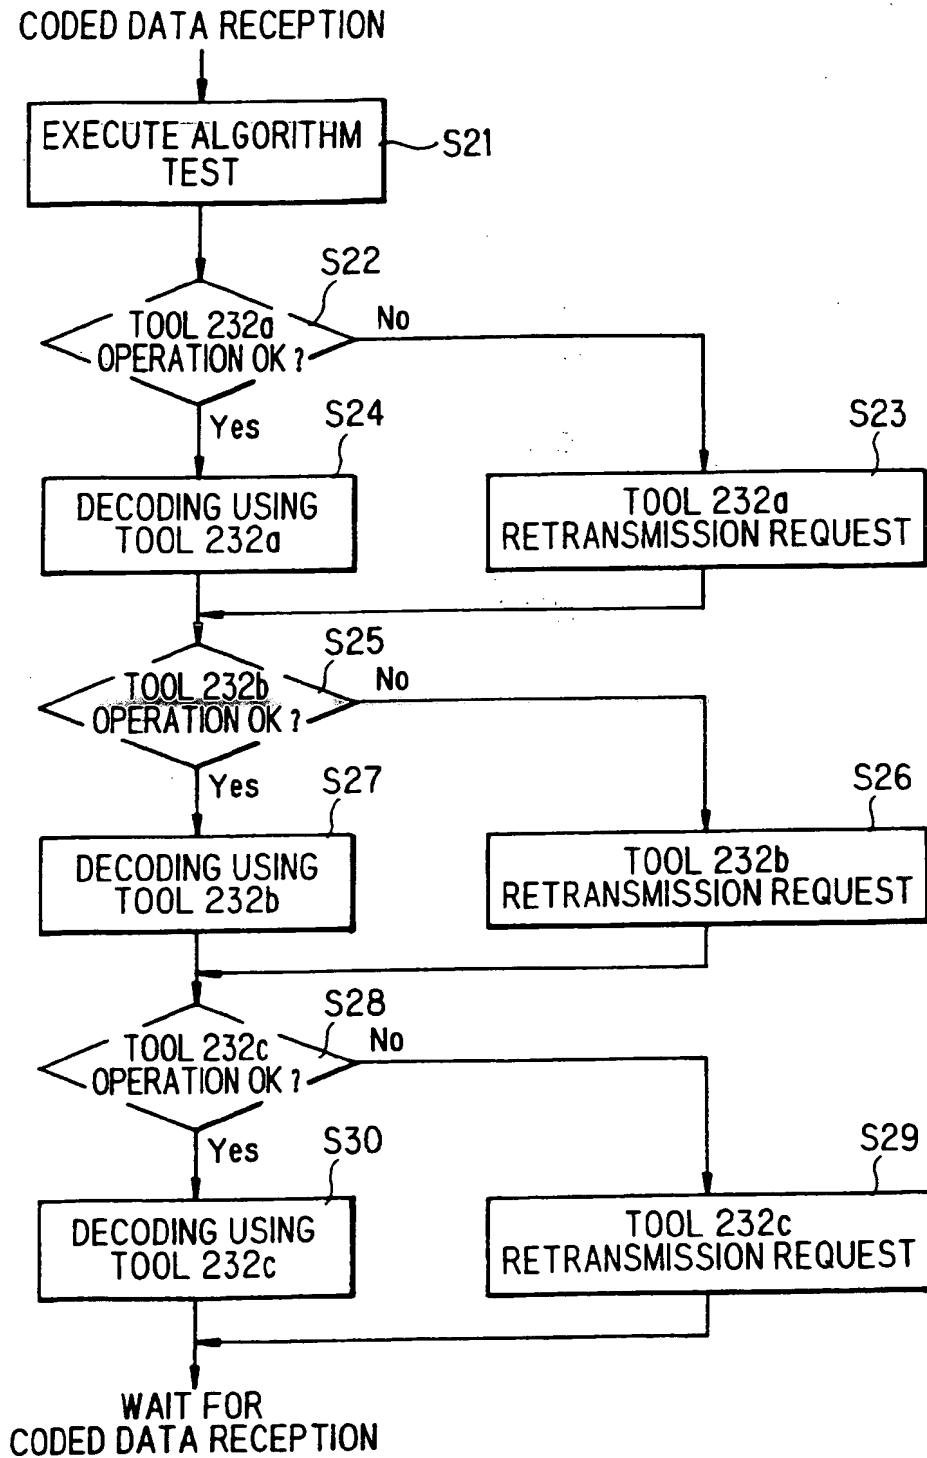 CODED DATA RECEPTION
EXECUTE ALGORITHM
TEST
S21
S22
TOOL 232a
OPERATION OK ?
No
Yes
S24
S23
DECODING USING
TOOL 232a
TOOL 232a
RETRANSMISSION REQUEST
S25
TOOL 232b
OPERATION OK ?
No
Yes
S27
S26
DECODING USING
TOOL 232b
TOOL 232b
RETRANSMISSION REQUEST
S28
TOOL 232c
OPERATION OK ?
No
Yes
S30
S29
DECODING USING
TOOL 232c
TOOL 232c
RETRANSMISSION REQUEST
WAIT FOR
CODED DATA RECEPTION